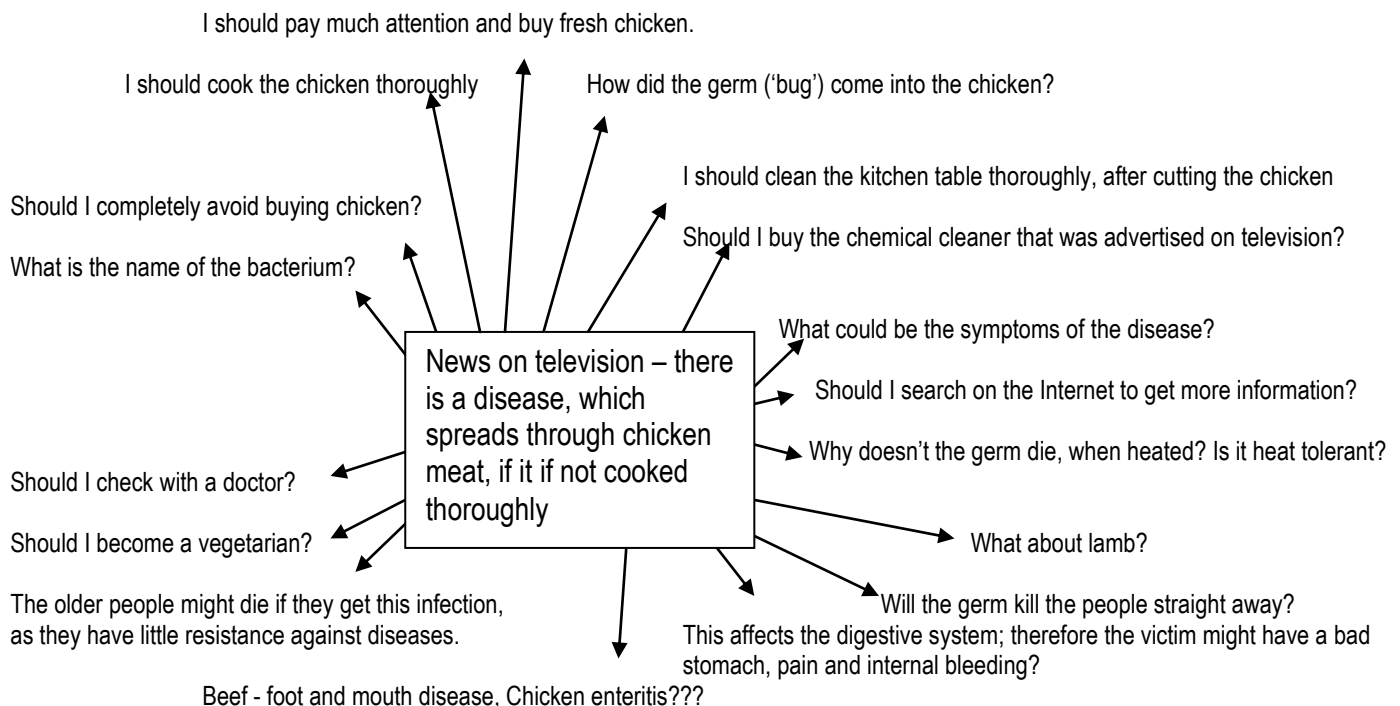 I should pay much attention and buy fresh chicken.
I should cook the chicken thoroughly
How did the germ (‘bug’) come into the chicken?
I should clean the kitchen table thoroughly, after cutting the chicken
Should I completely avoid buying chicken?
Should I buy the chemical cleaner that was advertised on television?
What is the name of the bacterium?
What could be the symptoms of the disease?
News on television – there
is a disease, which
spreads through chicken
meat, if it if not cooked
thoroughly
Should I search on the Internet to get more information?
Why doesn’t the germ die, when heated? Is it heat tolerant?
Should I check with a doctor?
Should I become a vegetarian?
What about lamb?
The older people might die if they get this infection,
as they have little resistance against diseases.
Will the germ kill the people straight away?
This affects the digestive system; therefore the victim might have a bad
stomach, pain and internal bleeding?
Beef - foot and mouth disease, Chicken enteritis???